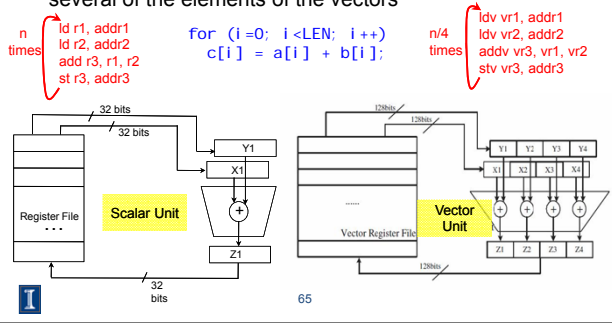 several of the elements of the vectors
n
times
ld r1, addr1
ld r2, addr2
add r3, r1, r2
st r3, addr3
for (i=0; i<LEN; i++)
c[i] = a[i] + b[i];
n/4
times
ldv vr1, addr1
ldv vr2, addr2
addv vr3, vr1, vr2
stv vr3, addr3
32 bits
32 bits
Y1
X1
Register File
...
Scalar Unit
+
Z1
32
bits
128bits
128bits
Y1 Y2 Y3 Y4
X1 X2 X3 X4
......
Vector Register File
Vector
Unit
+ + + +
Z1 Z2 Z3 Z4
128bits
I
65